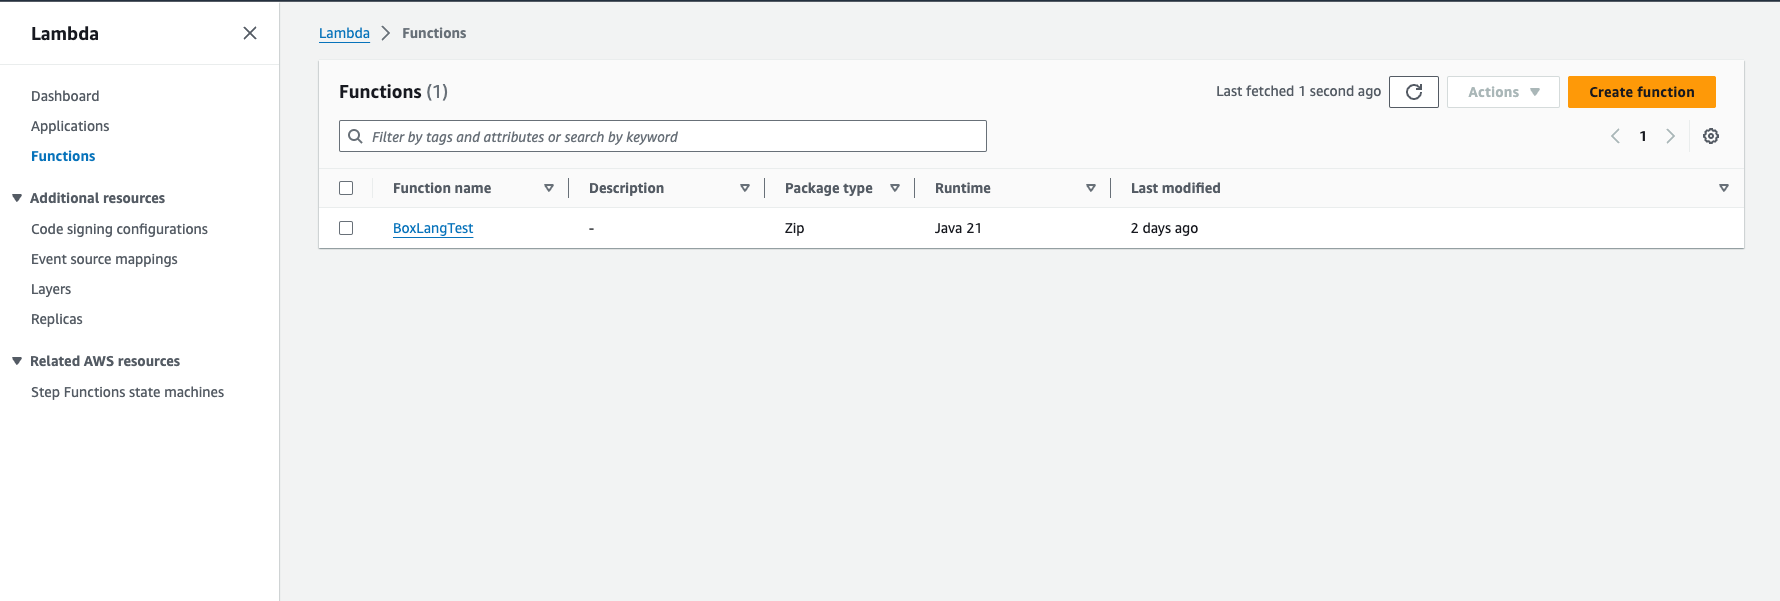 Lambda
Dashboard
Applications
Functions
Additional resources
Code signing configurations
Event source mappings
Layers
Replicas
Related AWS resources
Step Functions state machines
Lambda Functions
Functions (1) Last fetched 1 second ago Actions Create function
Filter by tags and attributes or search by keyword 1
Function name Description Package type Runtime Last modified
BoxLangTest - Zip Java 21 2 days ago